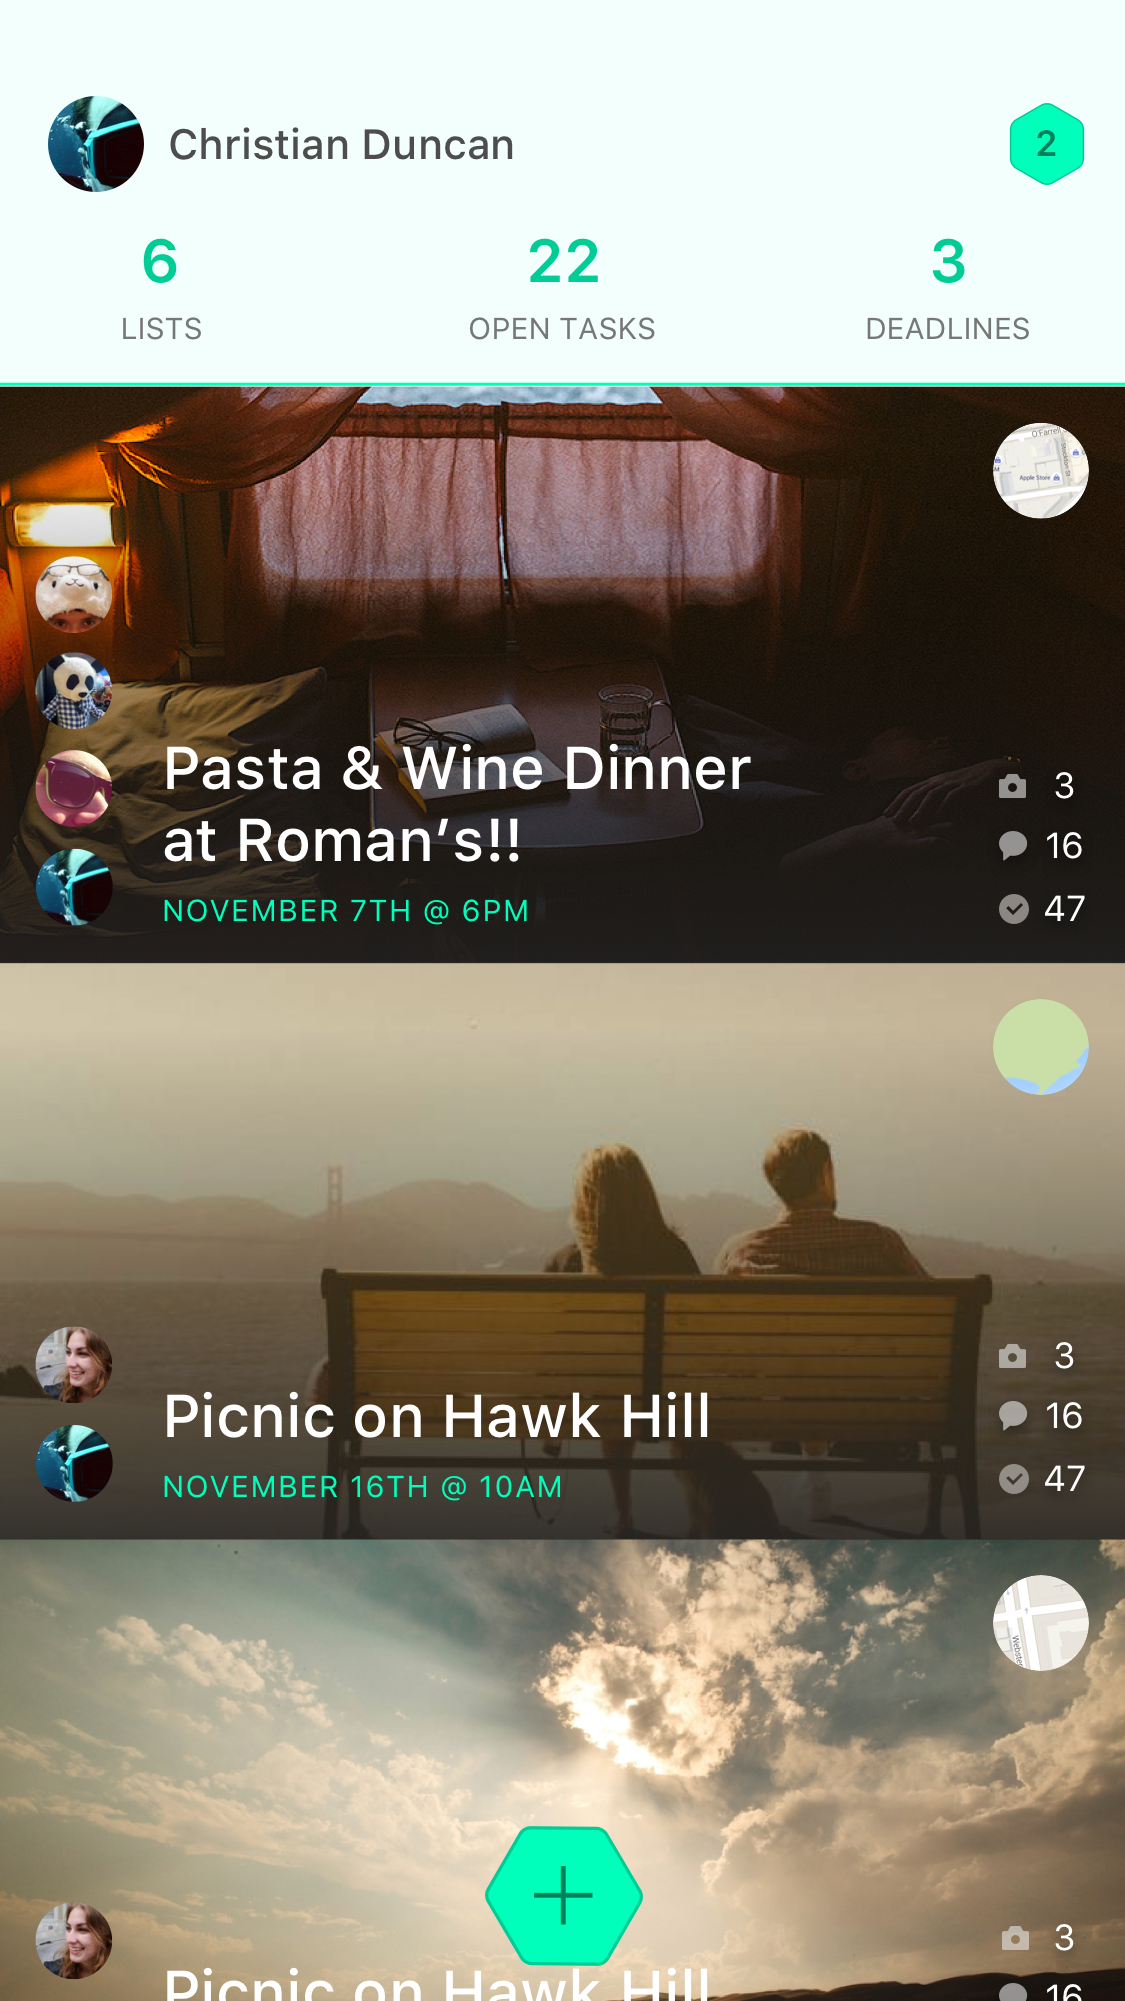 Christian Duncan
2
6
22
3
LISTS
OPEN TASKS
DEADLINES
O'Farrell
Stockton St
Apple Store
Pasta & Wine Dinner
at Roman’s!!
NOVEMBER 7TH @ 6PM
3
16
47
Picnic on Hawk Hill
NOVEMBER 16TH @ 10AM
3
16
47
Webster
3
Picnic on Hawk Hill
16